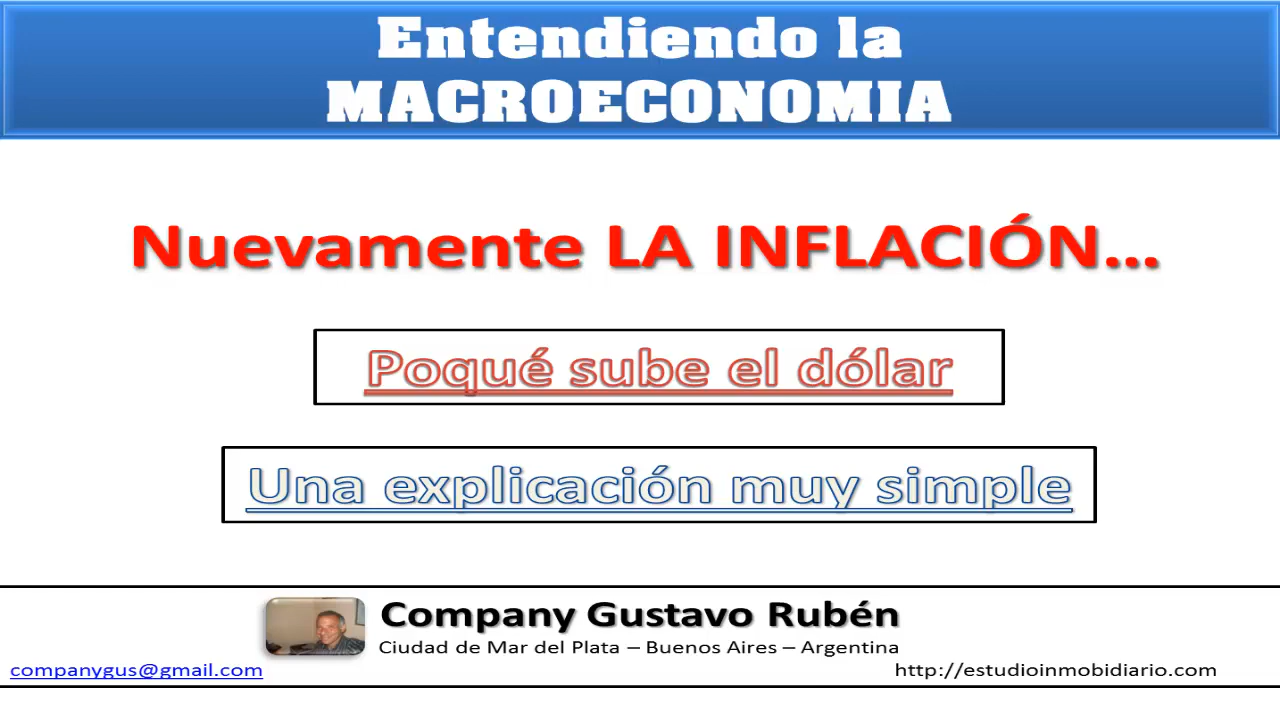 Entendiendo la
MACROECONOMIA
Nuevamente LA INFLACIÓN...
Poqué sube el dólar
Una explicación muy simple
Company Gustavo Rubén
Ciudad de Mar del Plata – Buenos Aires – Argentina
companygus@gmail.com
http://estudioinmobidiario.com